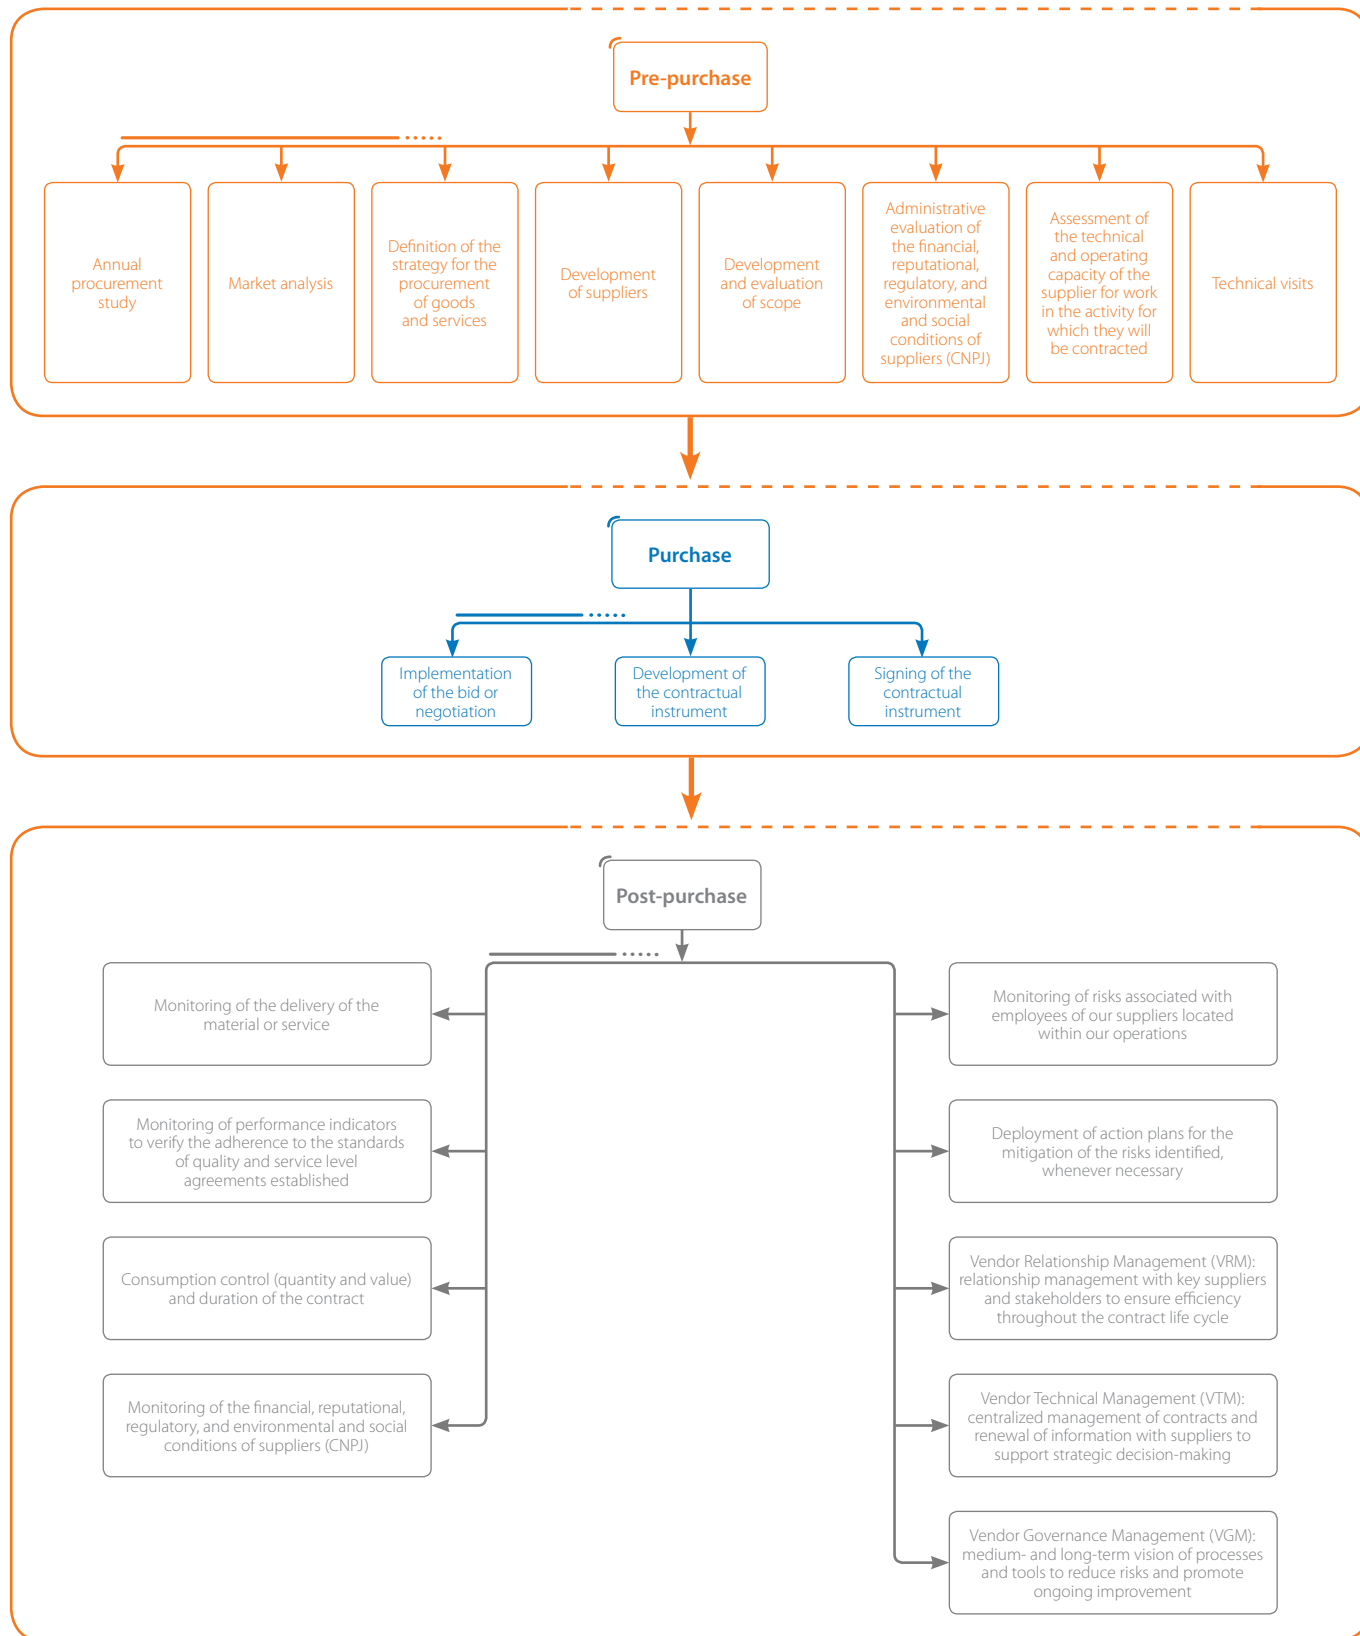 Pre-purchase
Annual
procurement
study
Market analysis
Definition of the
strategy for the
procurement
of goods
and services
Development
of suppliers
Development
and evaluation
of scope
Administrative
evaluation of
the financial,
reputational,
regulatory, and
environmental
and social
conditions of
suppliers (CNPJ)
Assessment of
the technical
and operating
capacity of the
supplier for work
in the activity for
which they will
be contracted
Technical visits
Purchase
Implementation
of the bid or
negotiation
Development of
the contractual
instrument
Signing of the
contractual
instrument
Post-purchase
Monitoring of the delivery of the
material or service
Monitoring of performance indicators
to verify the adherence to the standards
of quality and service level
agreements established
Consumption control (quantity and value)
and duration of the contract
Monitoring of the financial, reputational,
regulatory, and environmental and social
conditions of suppliers (CNPJ)
Monitoring of risks associated with
employees of our suppliers located
within our operations
Deployment of action plans for the
mitigation of the risks identified,
whenever necessary
Vendor Relationship Management (VRM):
relationship management with key suppliers
and stakeholders to ensure efficiency
throughout the contract life cycle
Vendor Technical Management (VTM):
centralized management of contracts and
renewal of information with suppliers to
support strategic decision-making
Vendor Governance Management (VGM):
medium- and long-term vision of processes
and tools to reduce risks and promote
ongoing improvement